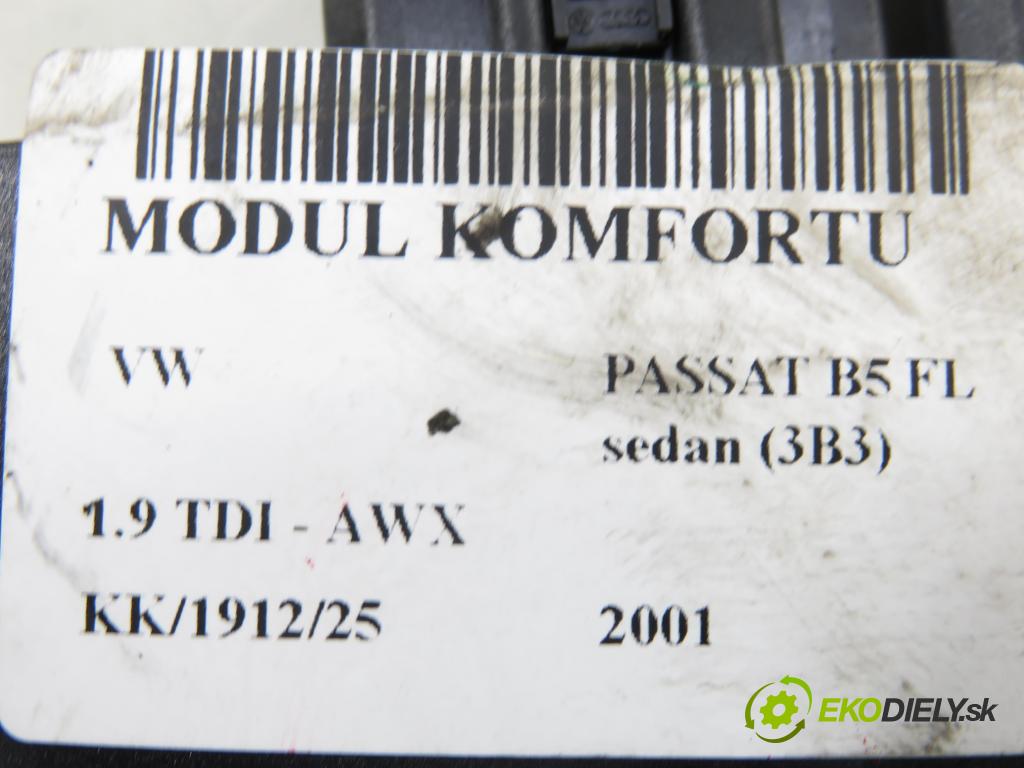 MODUL KOMFORTU
VW
PASSAT B5 FL
sedan (3B3)
1.9 TDI - AWX
KK/1912/25
2001
EKODIELY.sk